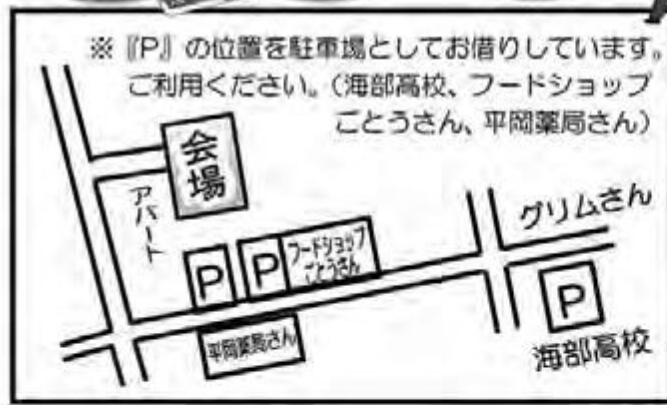 ※『P』の位置を駐車場としてお借りしています。
ご利用ください。(海部高校、フードショップ
ごとうさん、平岡薬局さん)
会場
アパート
グリムさん
P
P
フードショップ
ごとうさん
P
平岡薬局さん
海部高校